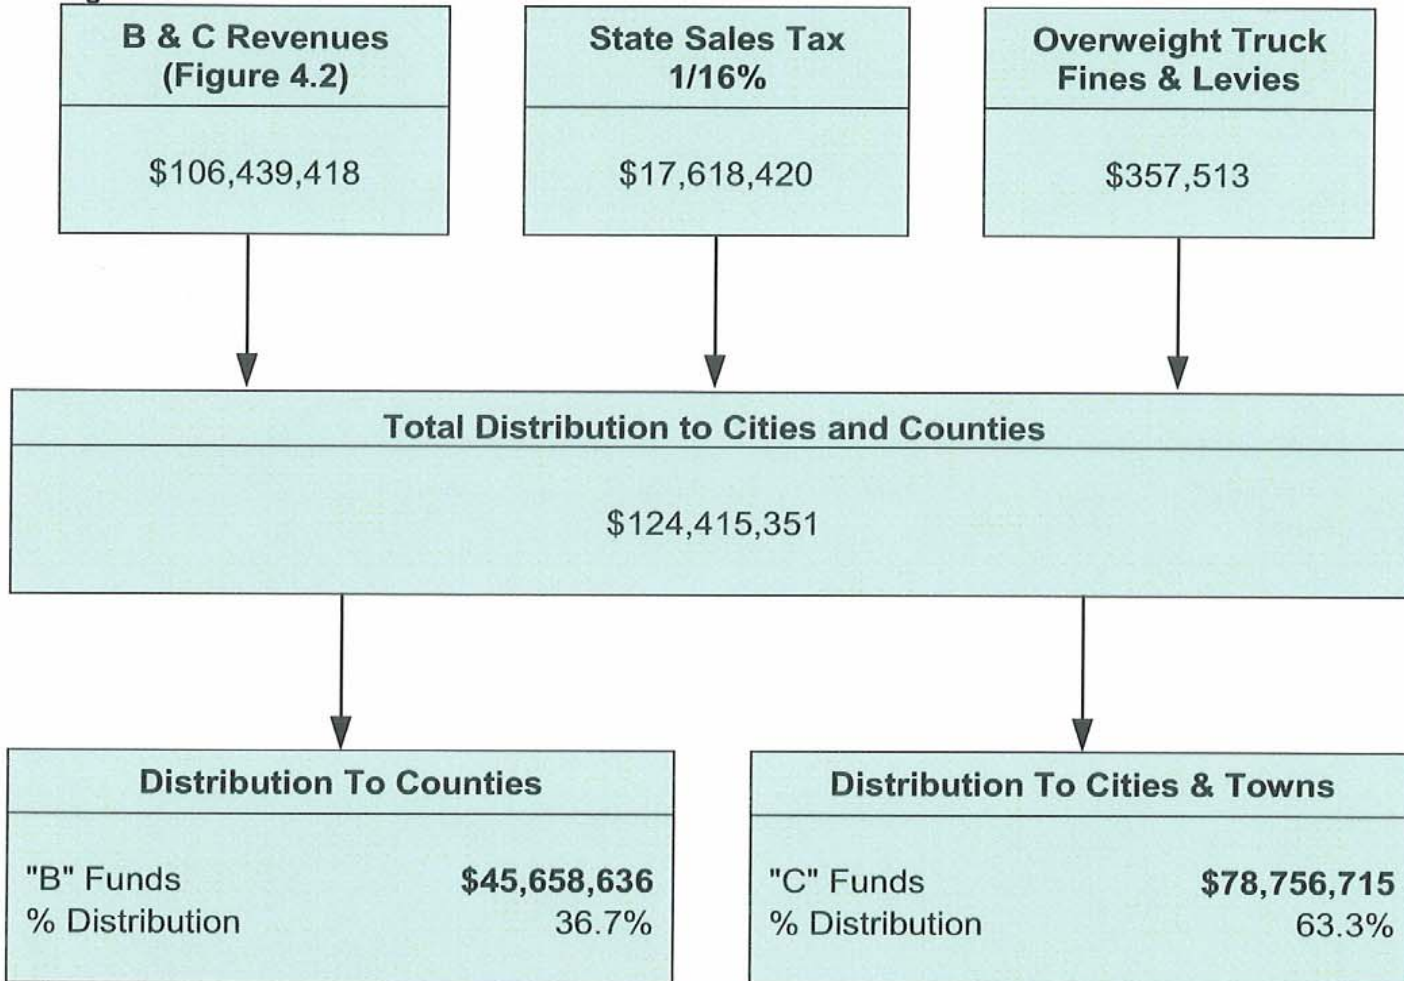 B & C Revenues
(Figure 4.2)
$106,439,418
State Sales Tax
1/16%
$17,618,420
Overweight Truck
Fines & Levies
$357,513
Total Distribution to Cities and Counties
$124,415,351
Distribution To Counties
"B" Funds $45,658,636
% Distribution 36.7%
Distribution To Cities & Towns
"C" Funds $78,756,715
% Distribution 63.3%